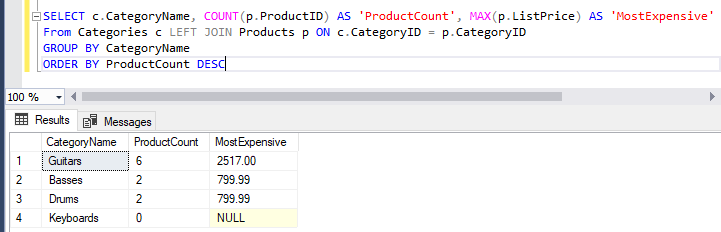 SELECT c.CategoryName, COUNT(p.ProductID) AS 'ProductCount', MAX(p.ListPrice) AS 'MostExpensive'
From Categories c LEFT JOIN Products p ON c.CategoryID = p.CategoryID
GROUP BY CategoryName
ORDER BY ProductCount DESC
100 %
Results Messages
CategoryName ProductCount MostExpensive
1 Guitars 6 2517.00
2 Basses 2 799.99
3 Drums 2 799.99
4 Keyboards 0 NULL